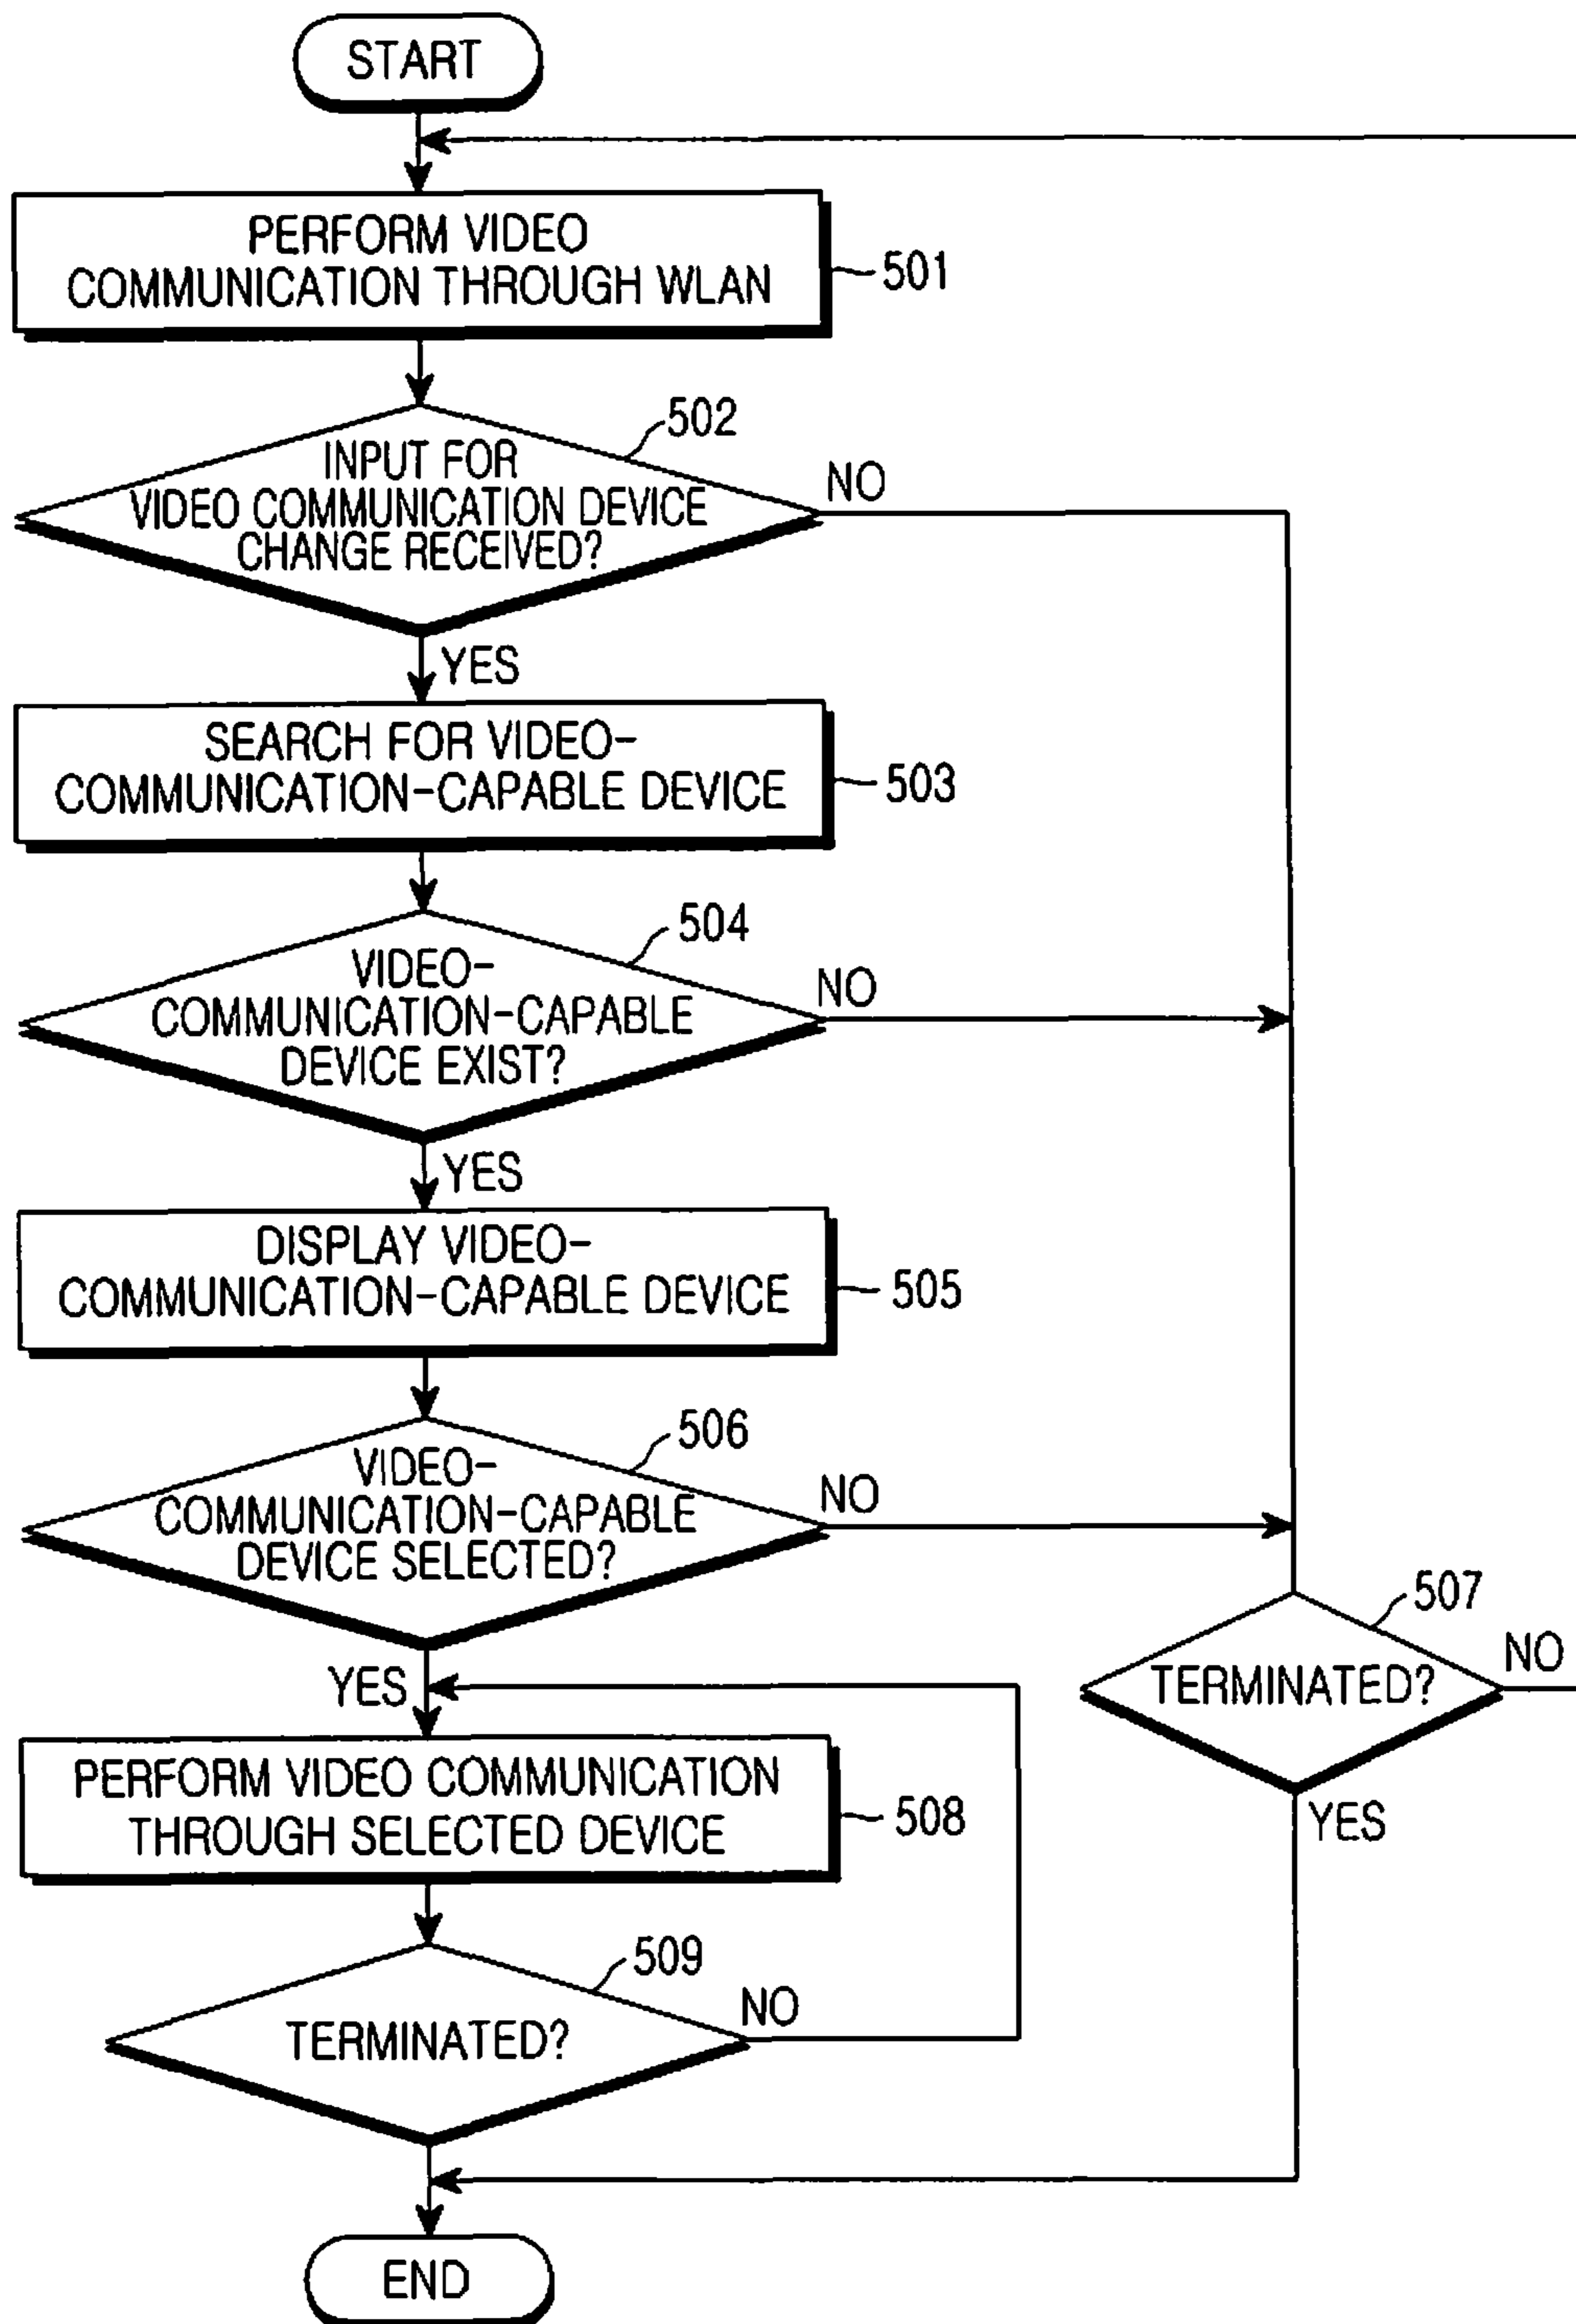 START
PERFORM VIDEO
COMMUNICATION THROUGH WLAN
501
502
INPUT FOR
VIDEO COMMUNICATION DEVICE
CHANGE RECEIVED?
NO
YES
SEARCH FOR VIDEO-
COMMUNICATION-CAPABLE DEVICE
503
504
VIDEO-
COMMUNICATION-CAPABLE
DEVICE EXIST?
NO
YES
DISPLAY VIDEO-
COMMUNICATION-CAPABLE DEVICE
505
506
VIDEO-
COMMUNICATION-CAPABLE
DEVICE SELECTED?
NO
507
TERMINATED?
NO
YES
YES
PERFORM VIDEO COMMUNICATION
THROUGH SELECTED DEVICE
508
509
TERMINATED?
NO
END